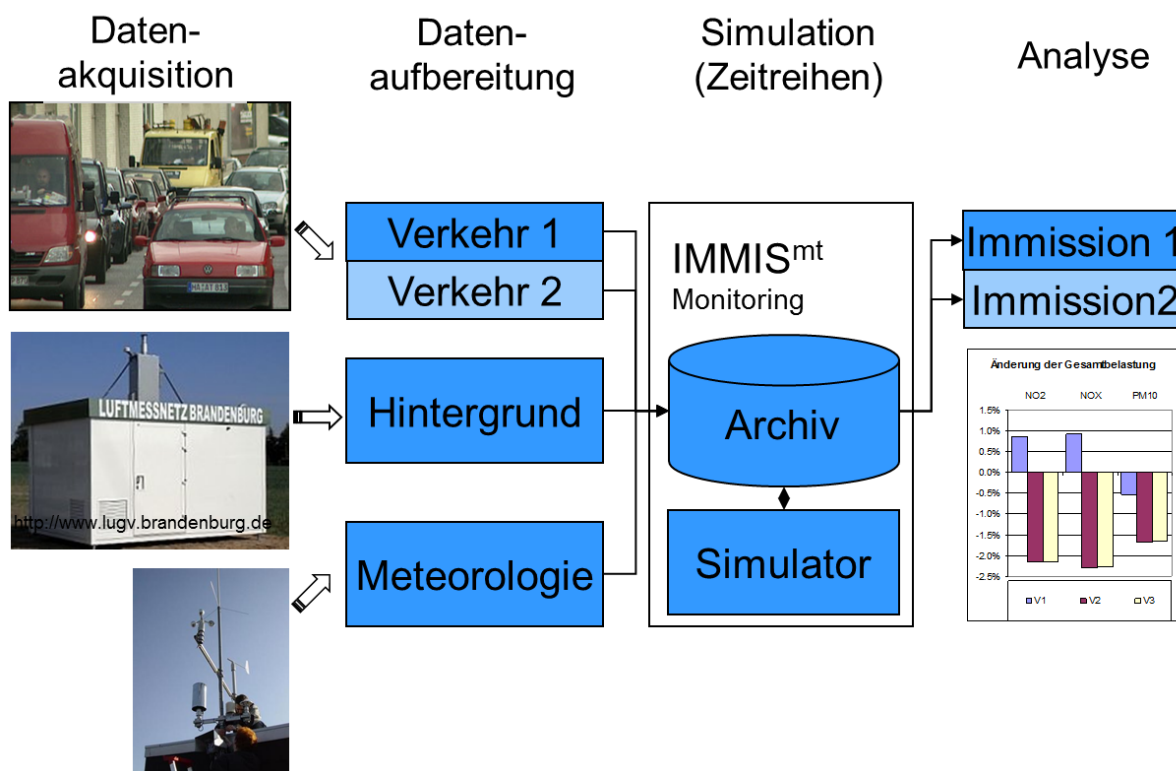 Daten-
akquisition
Daten-
aufbereitung
Simulation
(Zeitreihen)
Analyse
Verkehr 1
Verkehr 2
Hintergrund
Meteorologie
IMMISmt
Monitoring
Archiv
Simulator
Immission 1
Immission2
LUFTMESSNETZ BRANDENBURG
http://www.lugv.brandenburg.de
Änderung der Gesamtbelastung
NO2 NOX PM10
1.5%
1.0%
0.5%
0.0%
-0.5%
-1.0%
-1.5%
-2.0%
-2.5%
V1 V2 V3